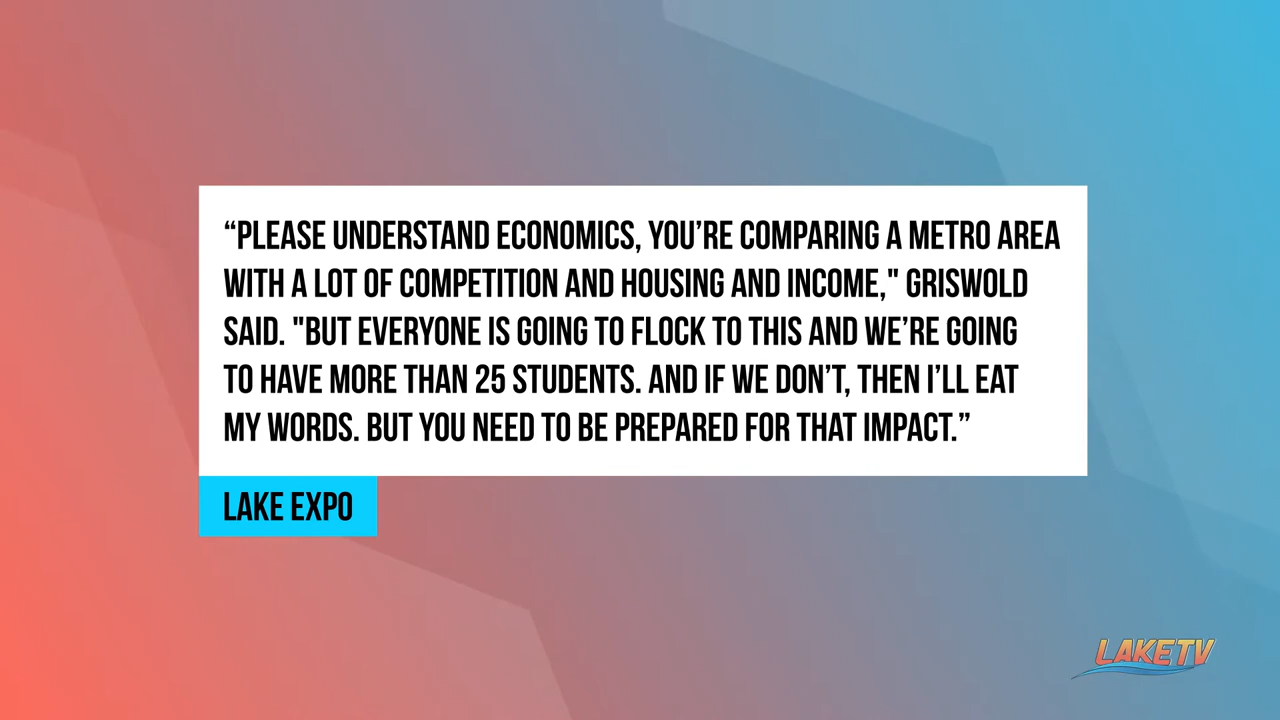 “PLEASE UNDERSTAND ECONOMICS, YOU’RE COMPARING A METRO AREA
WITH A LOT OF COMPETITION AND HOUSING AND INCOME," GRISWOLD
SAID. "BUT EVERYONE IS GOING TO FLOCK TO THIS AND WE’RE GOING
TO HAVE MORE THAN 25 STUDENTS. AND IF WE DON’T, THEN I’LL EAT
MY WORDS. BUT YOU NEED TO BE PREPARED FOR THAT IMPACT.”
LAKE EXPO
LAKETV